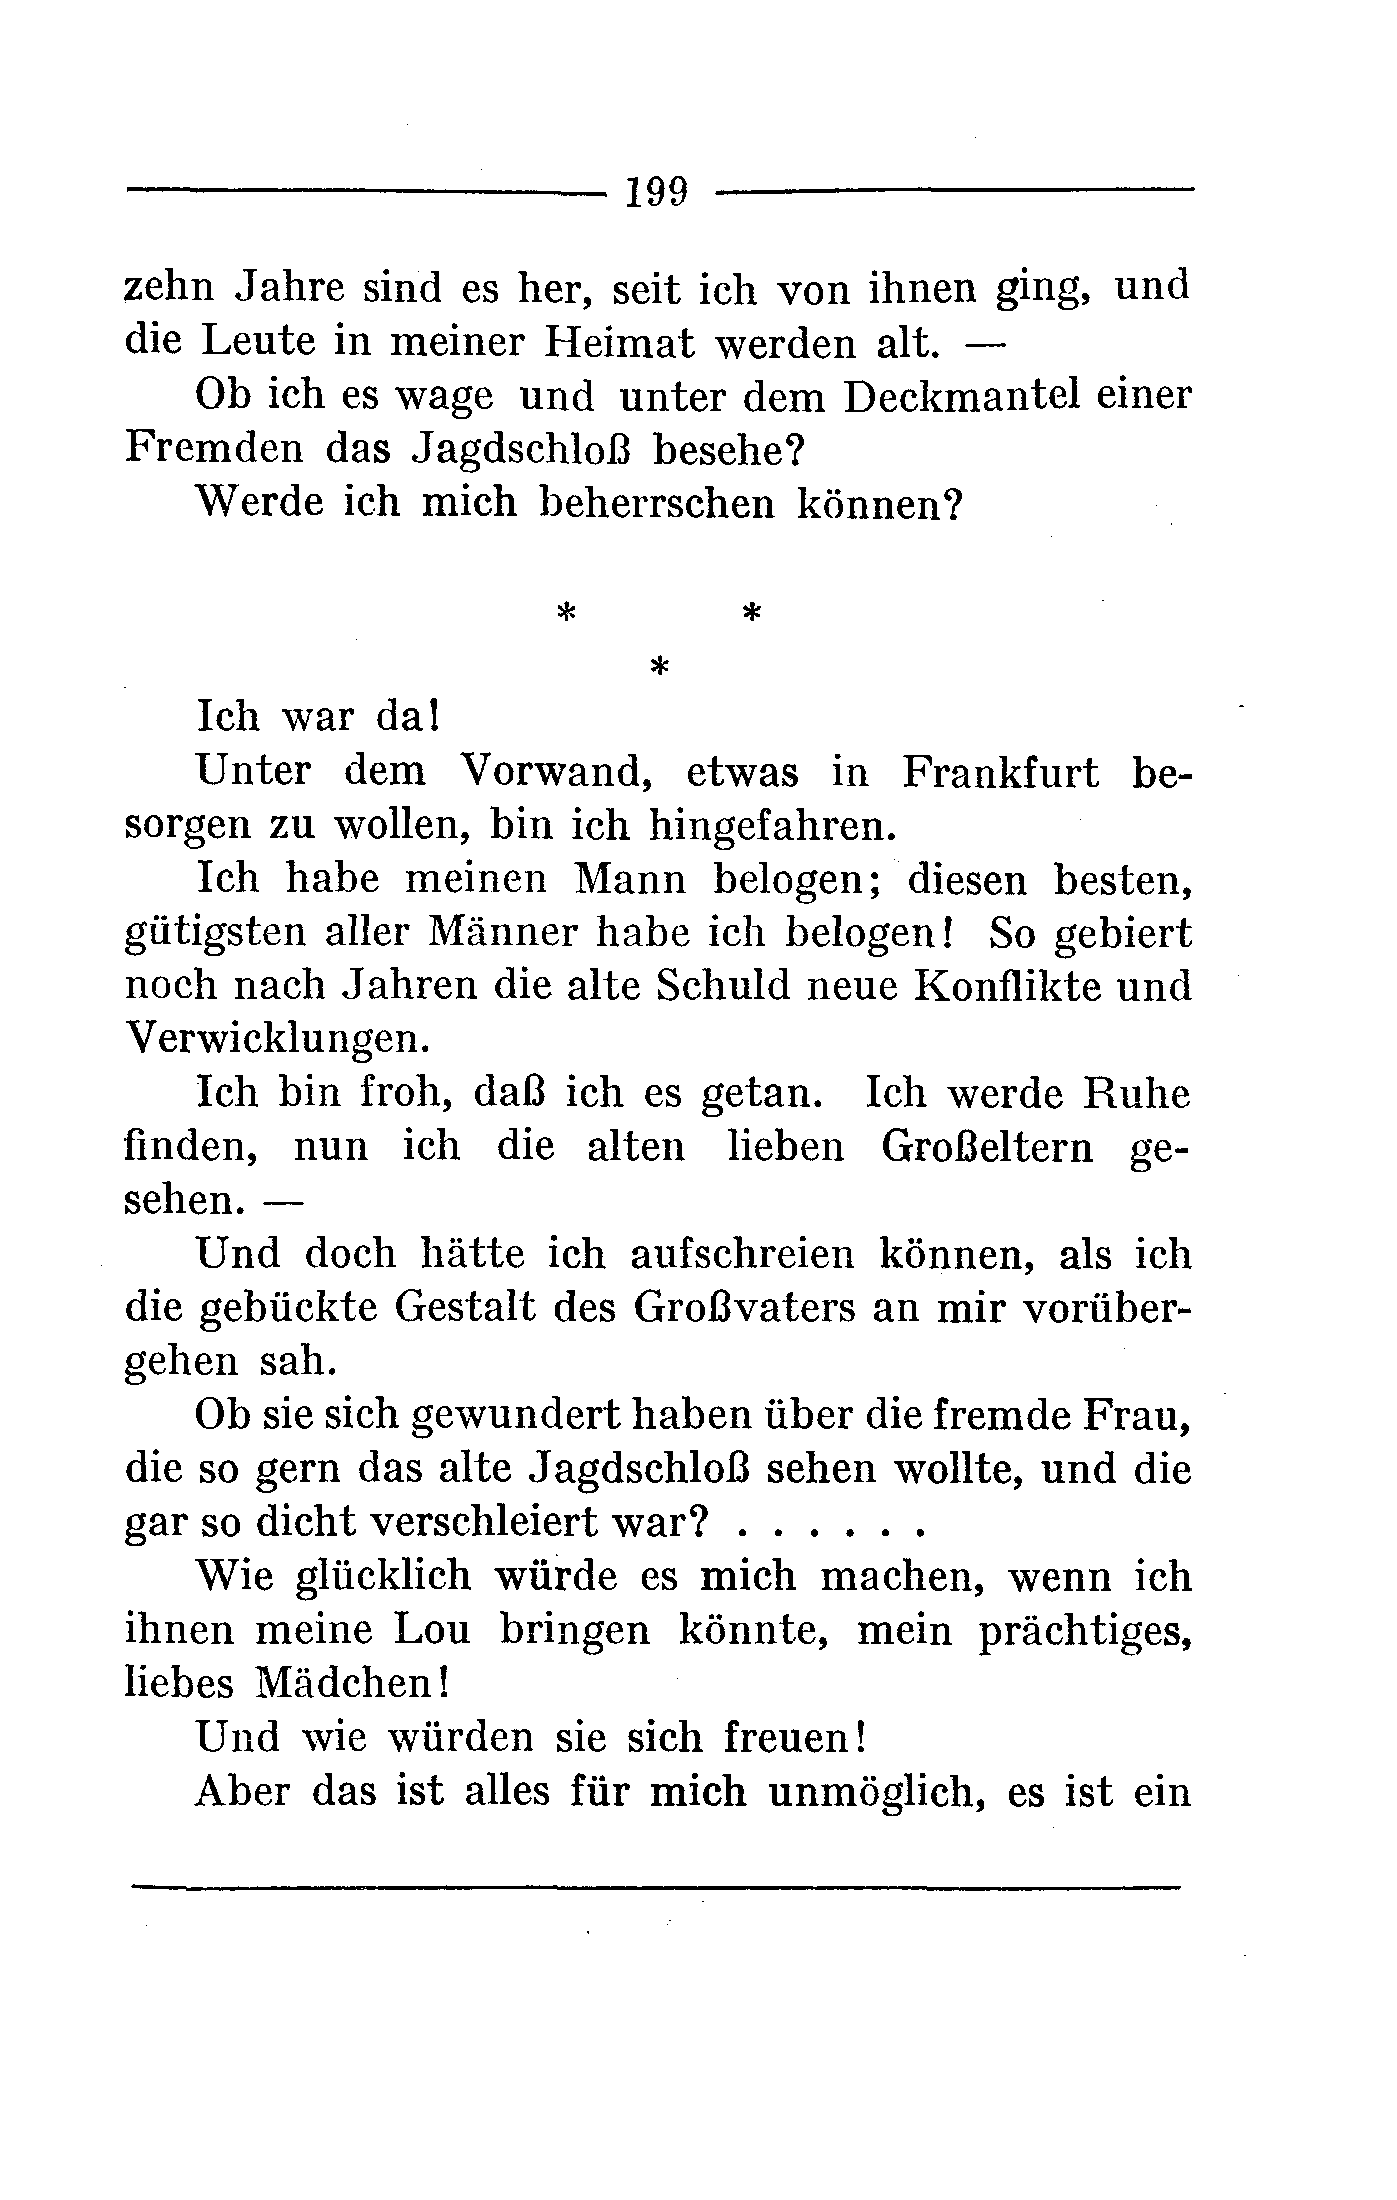 199
zehn Jahre sind es her, seit ich von ihnen ging, und
die Leute in meiner Heimat werden alt. —
Ob ich es wage und unter dem Deckmantel einer
Fremden das Jagdschloß besehe?
Werde ich mich beherrschen können?
* *
*
Ich war da!
Unter dem Vorwand, etwas in Frankfurt be-
sorgen zu wollen, bin ich hingefahren.
Ich habe meinen Mann belogen; diesen besten,
gütigsten aller Männer habe ich belogen! So gebiert
noch nach Jahren die alte Schuld neue Konflikte und
Verwicklungen.
Ich bin froh, daß ich es getan. Ich werde Ruhe
finden, nun ich die alten lieben Großeltern ge-
sehen. —
Und doch hätte ich aufschreien können, als ich
die gebückte Gestalt des Großvaters an mir vorüber-
gehen sah.
Ob sie sich gewundert haben über die fremde Frau,
die so gern das alte Jagdschloß sehen wollte, und die
gar so dicht verschleiert war? . . . . . .
Wie glücklich würde es mich machen, wenn ich
ihnen meine Lou bringen könnte, mein prächtiges,
liebes Mädchen!
Und wie würden sie sich freuen!
Aber das ist alles für mich unmöglich, es ist ein